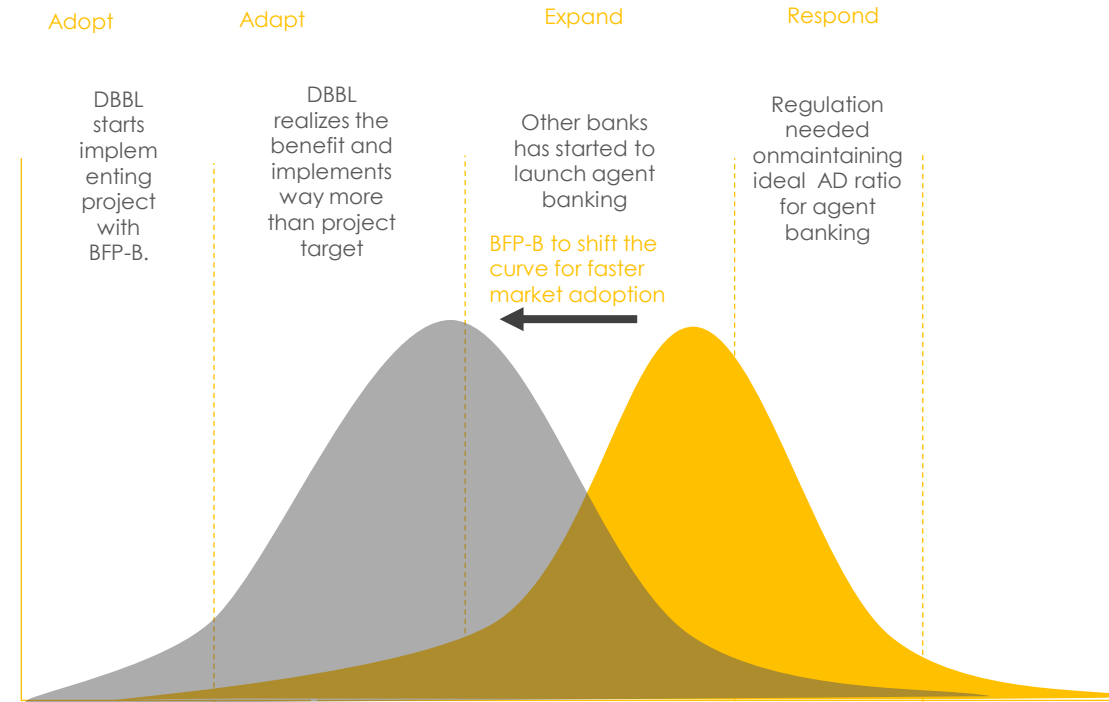 Adopt
Adapt
Expand
Respond
DBBL
starts
implem
enting
project
with
BFP-B.
DBBL
realizes the
benefit and
implements
way more
than project
target
Other banks
has started to
launch agent
banking
BFP-B to shift the
curve for faster
market adoption
Regulation
needed
onmaintaining
ideal AD ratio
for agent
banking